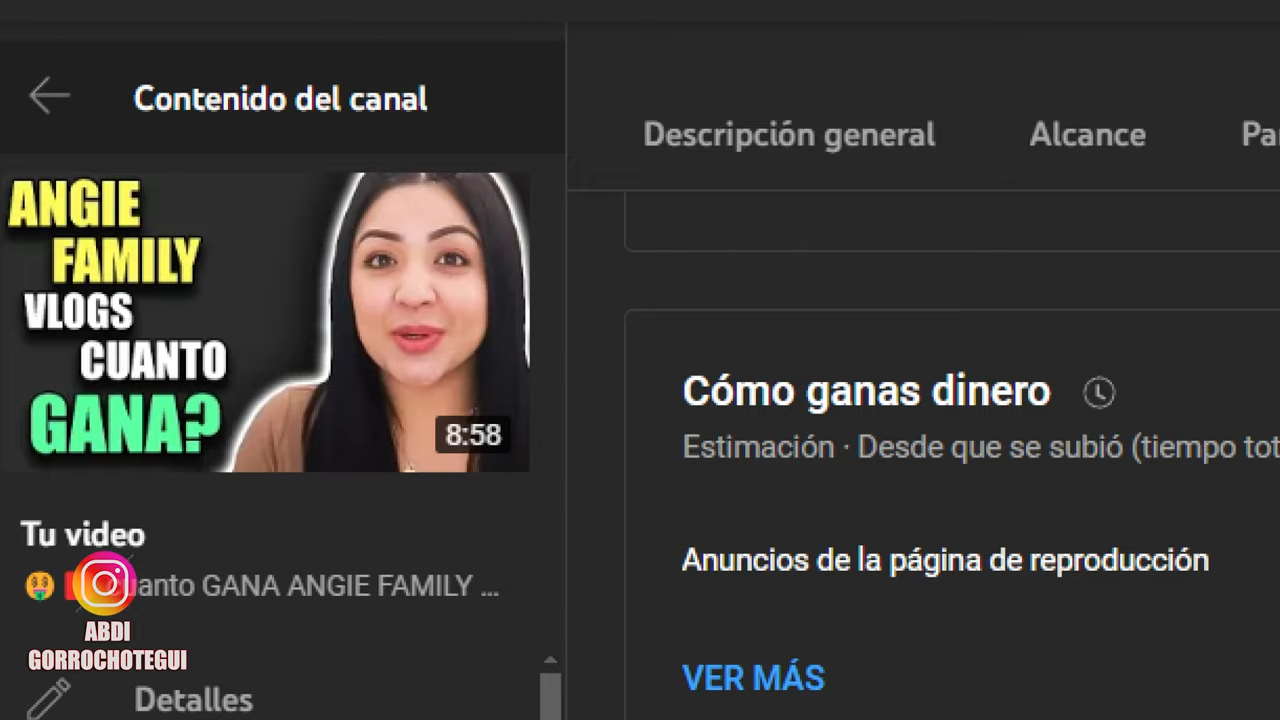 Contenido del canal
ANGIE
FAMILY
VLOGS
CUANTO
GANA?
8:58
Tu video
cuanto GANA ANGIE FAMILY ...
ABDI
GORROCHOTEGUI
Detalles
Descripción general
Alcance
Cómo ganas dinero
Estimación · Desde que se subió (tiempo
Anuncios de la página de reproducción
VER MÁS